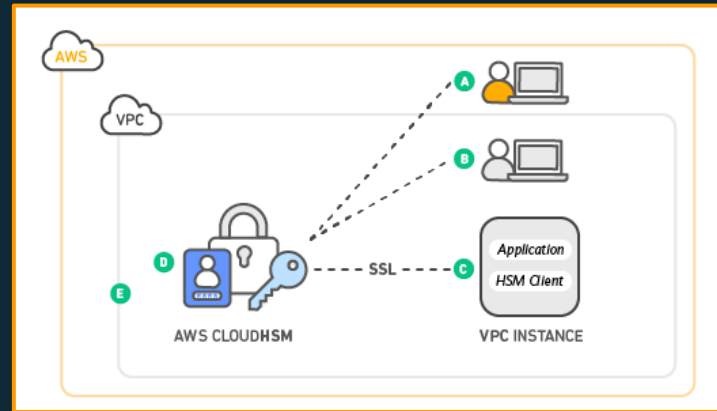 AWS
A
VPC
B
Application
D
SSL
C
HSM Client
E
AWS CLOUDHSM
VPC INSTANCE